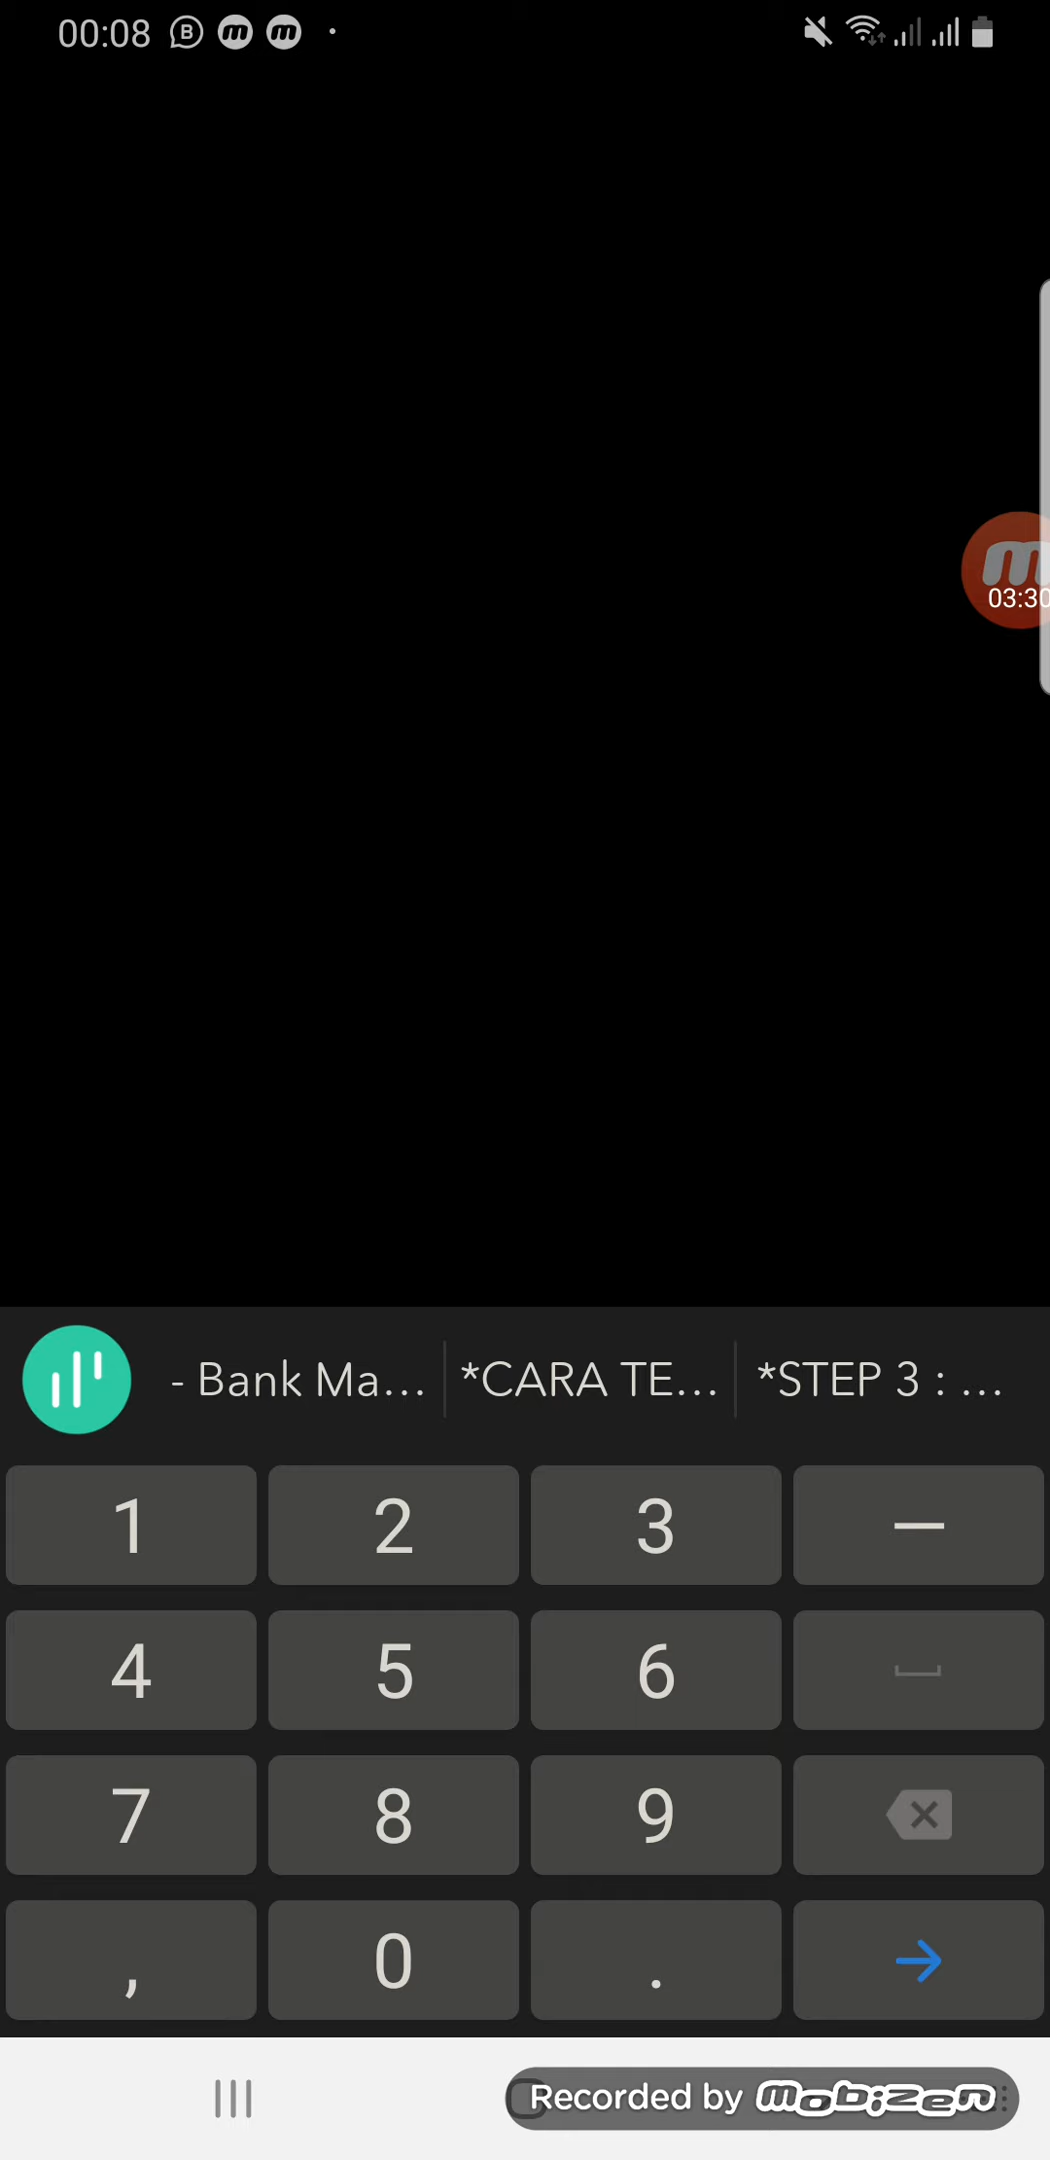 00:08
03:30
- Bank Ma... *CARA TE... *STEP 3 : ...
1 2 3 –
4 5 6
7 8 9
, 0 .
Recorded by mobizen